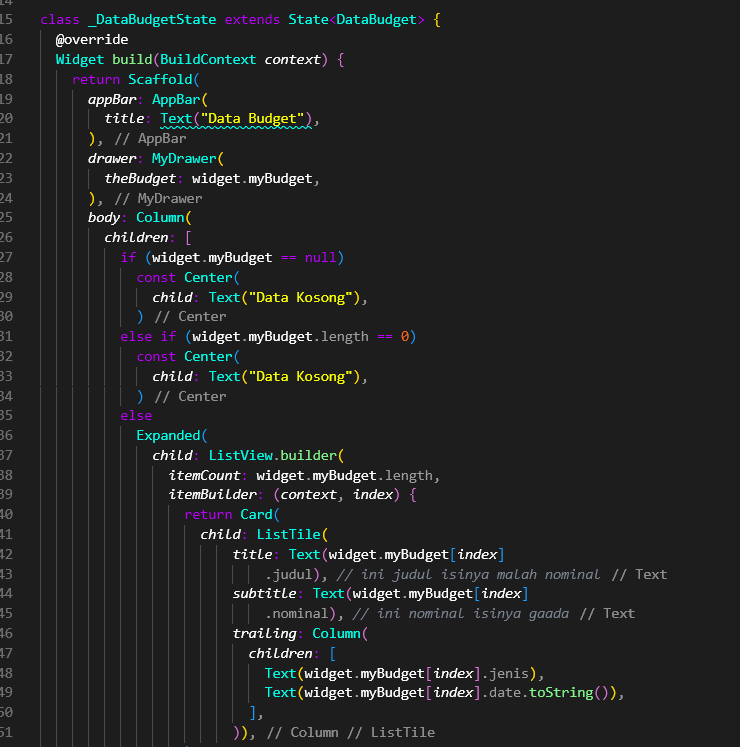 14
15 class _DataBudgetState extends State<DataBudget> {
16   @override
17   Widget build(BuildContext context) {
18     return Scaffold(
19       appBar: AppBar(
20         title: Text("Data Budget"),
21       ), // AppBar
22       drawer: MyDrawer(
23         theBudget: widget.myBudget,
24       ), // MyDrawer
25       body: Column(
26         children: [
27           if (widget.myBudget == null)
28             const Center(
29               child: Text("Data Kosong"),
30             ) // Center
31           else if (widget.myBudget.length == 0)
32             const Center(
33               child: Text("Data Kosong"),
34             ) // Center
35           else
36             Expanded(
37               child: ListView.builder(
38                 itemCount: widget.myBudget.length,
39                 itemBuilder: (context, index) {
40                   return Card(
41                     child: ListTile(
42                         title: Text(widget.myBudget[index]
43                             .judul), // ini judul isinya malah nominal // Text
44                         subtitle: Text(widget.myBudget[index]
45                             .nominal), // ini nominal isinya gaada // Text
46                         trailing: Column(
47                           children: [
48                             Text(widget.myBudget[index].jenis),
49                             Text(widget.myBudget[index].date.toString()),
50                           ],
51                         )), // Column // ListTile